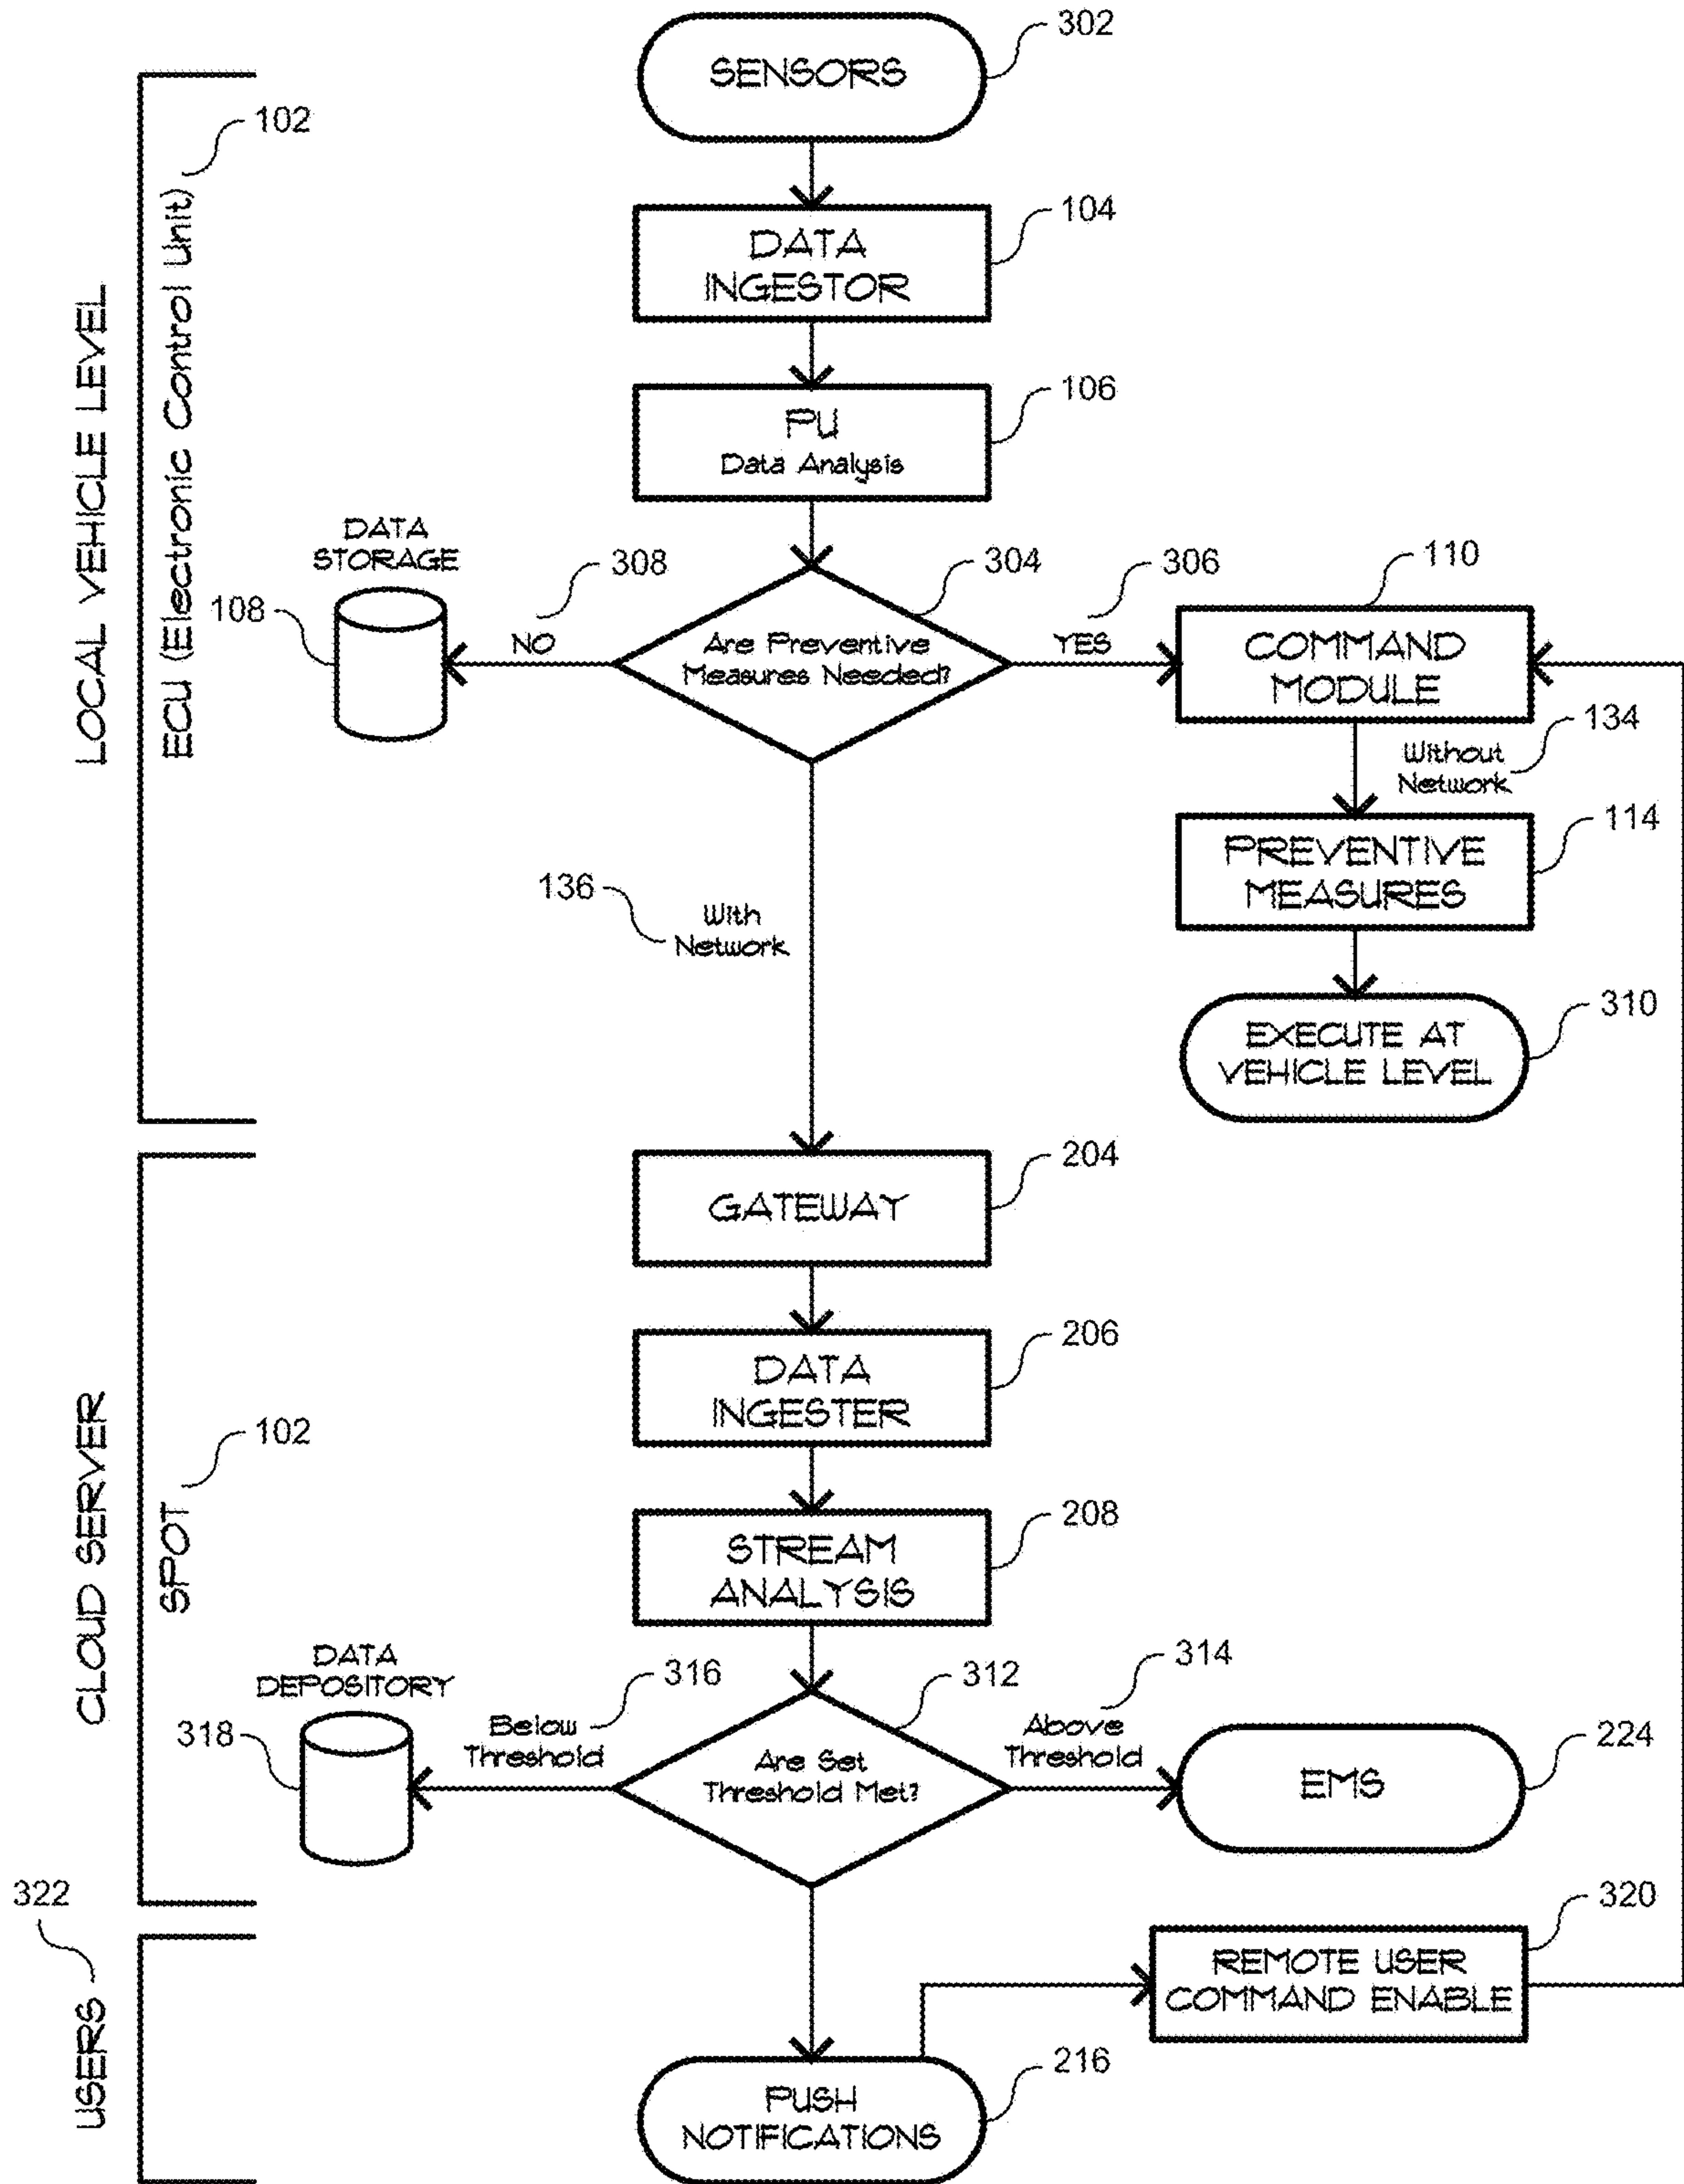 302
SENSORS
102
104
DATA
INGESTOR
LOCAL VEHICLE LEVEL
ECU (Electronic Control Unit)
106
PU
Data Analysis
DATA
STORAGE
308
304
306
110
108
NO
Are Preventive
Measures Needed?
YES
COMMAND
MODULE
134
Without
Network
114
PREVENTIVE
MEASURES
136
With
Network
310
EXECUTE AT
VEHICLE LEVEL
204
GATEWAY
206
DATA
INGESTER
CLOUD SERVER
102
SPOT
208
STREAM
ANALYSIS
DATA
DEPOSITORY
316
312
314
318
Below
Threshold
Are Set
Threshold Met?
Above
Threshold
224
EMS
322
320
REMOTE USER
COMMAND ENABLE
USERS
216
PUSH
NOTIFICATIONS